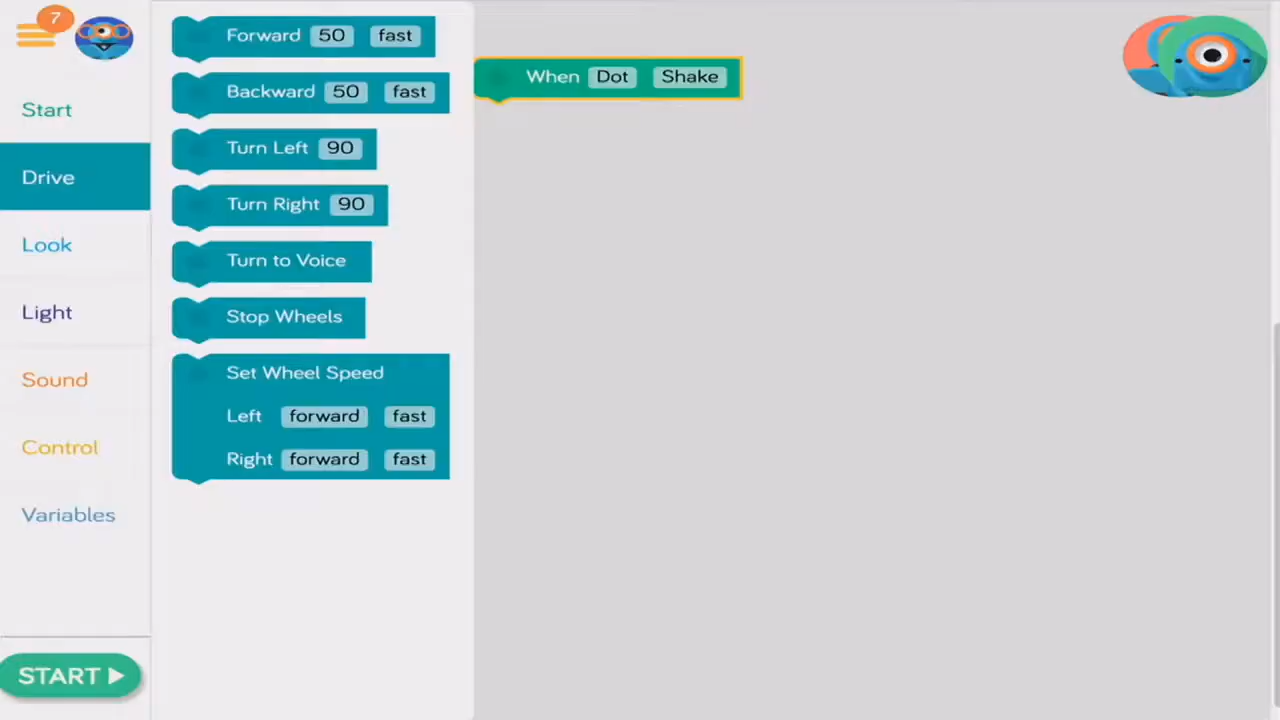 7
Start
Drive
Look
Light
Sound
Control
Variables
START
Forward 50 fast
Backward 50 fast
Turn Left 90
Turn Right 90
Turn to Voice
Stop Wheels
Set Wheel Speed
Left forward fast
Right forward fast
When Dot Shake